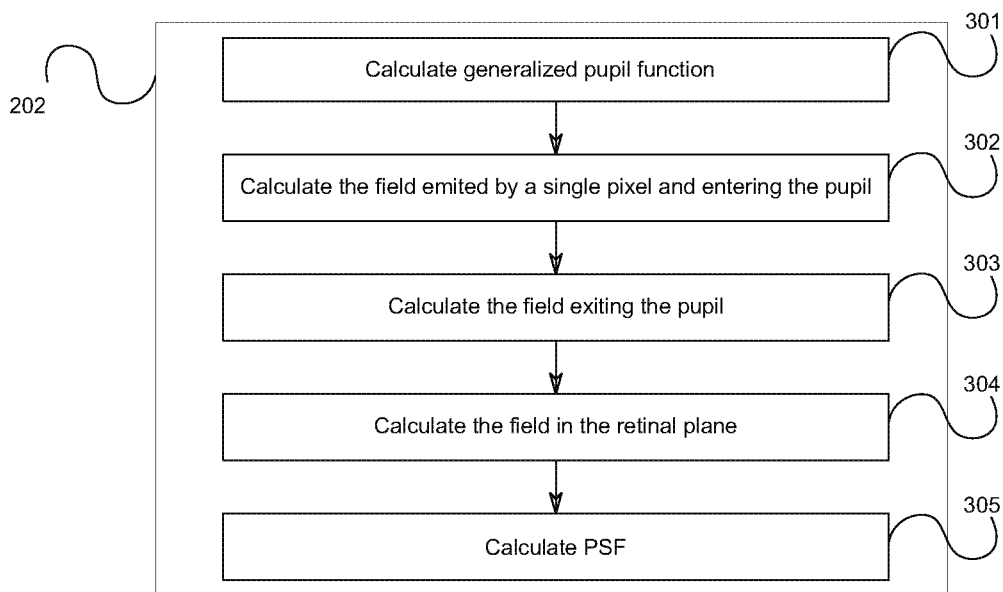 301
Calculate generalized pupil function
202
302
Calculate the field emited by a single pixel and entering the pupil
303
Calculate the field exiting the pupil
304
Calculate the field in the retinal plane
305
Calculate PSF